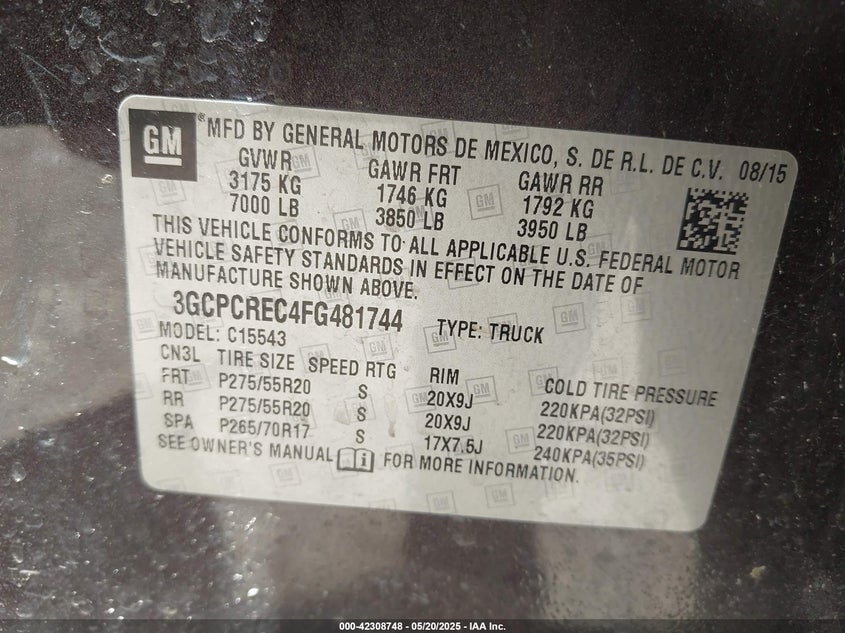 GM ® MFD BY GENERAL MOTORS DE MEXICO, S. DE R.L. DE C.V. 08/15
GVWR GAWR FRT GAWR RR
3175 KG 1746 KG 1792 KG
7000 LB 3850 LB 3950 LB
THIS VEHICLE CONFORMS TO ALL APPLICABLE U.S. FEDERAL MOTOR
VEHICLE SAFETY STANDARDS IN EFFECT ON THE DATE OF
MANUFACTURE SHOWN ABOVE.
3GCPCREC4FG481744 TYPE: TRUCK
MODEL: C15543
CN3L TIRE SIZE SPEED RTG RIM COLD TIRE PRESSURE
FRT P275/55R20 S 20X9J 220KPA(32PSI)
RR P275/55R20 S 20X9J 220KPA(32PSI)
SPA P265/70R17 S 17X7.5J 240KPA(35PSI)
SEE OWNER'S MANUAL i FOR MORE INFORMATION.
000-42308748 - 05/20/2025 - IAA Inc.